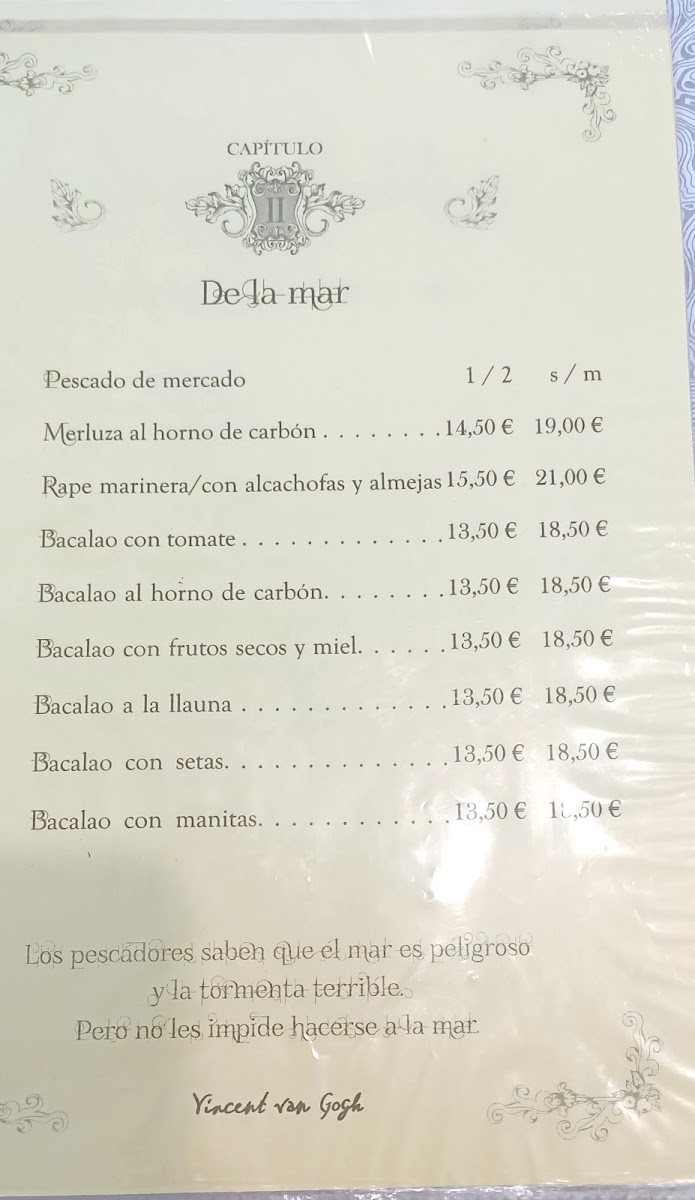 CAPÍTULO
II
De la mar
Pescado de mercado 1 / 2 s / m
Merluza al horno de carbón . . . . . . . . 14,50 € 19,00 €
Rape marinera/con alcachofas y almejas 15,50 € 21,00 €
Bacalao con tomate . . . . . . . . . . . . . 13,50 € 18,50 €
Bacalao al horno de carbón. . . . . . . . 13,50 € 18,50 €
Bacalao con frutos secos y miel. . . . . . 13,50 € 18,50 €
Bacalao a la llauna . . . . . . . . . . . . . 13,50 € 18,50 €
Bacalao con setas. . . . . . . . . . . . . . 13,50 € 18,50 €
Bacalao con manitas. . . . . . . . . . . . 13,50 € 18,50 €
Los pescadores saben que el mar es peligroso
y la tormenta terrible.
Pero no les impide hacerse a la mar.
Vincent van Gogh